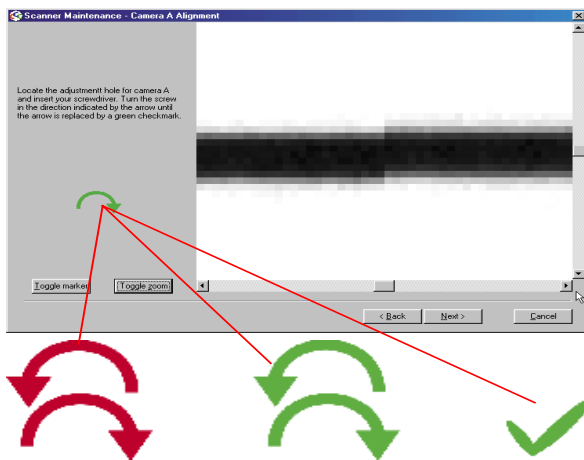 Scanner Maintenance - Camera A Alignment
Locate the adjustmentt hole for camera A
and insert your screwdriver. Turn the screw
in the direction indicated by the arrow until
the arrow is replaced by a green checkmark.
Toggle marker
Toggle zoom
< Back
Next >
Cancel